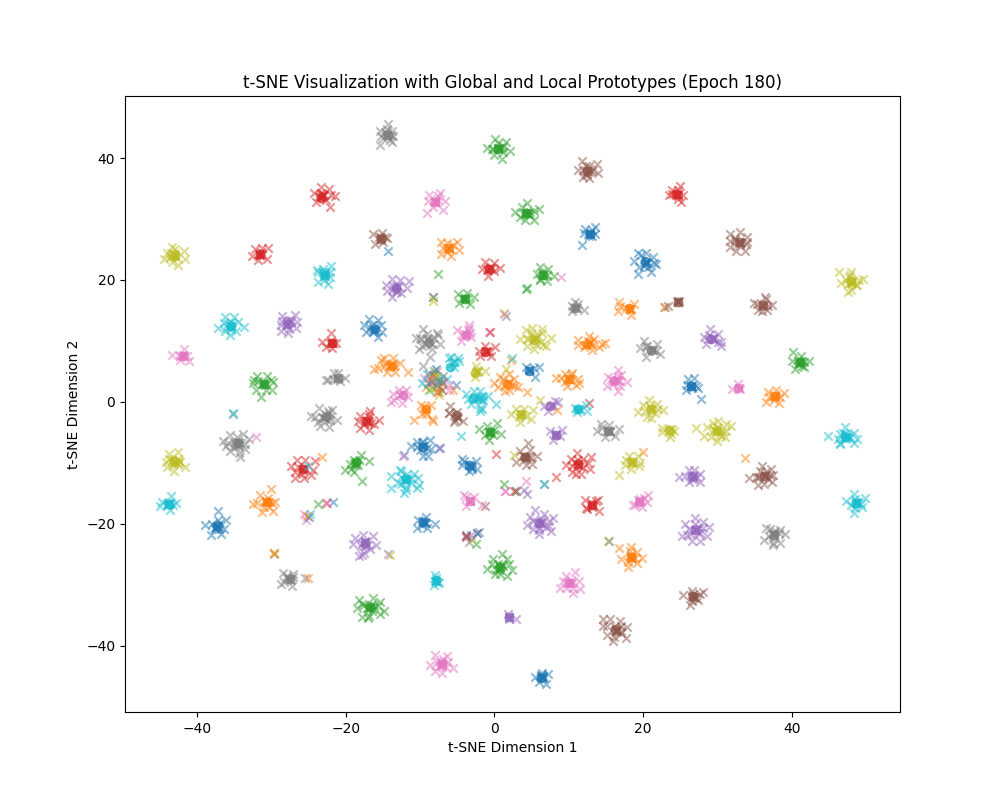 t-SNE Visualization with Global and Local Prototypes (Epoch 180)
40
20
0
−20
−40
t-SNE Dimension 2
−40 −20 0 20 40
t-SNE Dimension 1